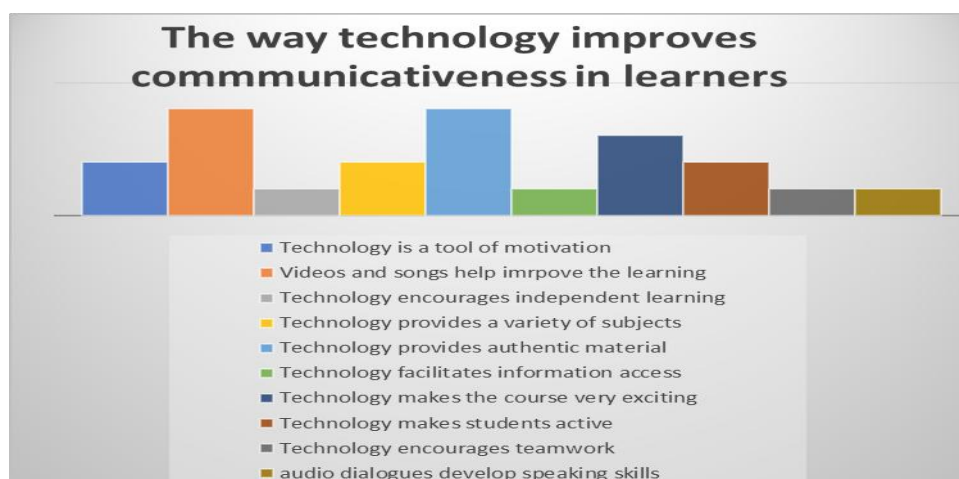 The way technology improves
commmunicativeness in learners
Technology is a tool of motivation
Videos and songs help imrpove the learning
Technology encourages independent learning
Technology provides a variety of subjects
Technology provides authentic material
Technology facilitates information access
Technology makes the course very exciting
Technology makes students active
Technology encourages teamwork
audio dialogues develop speaking skills